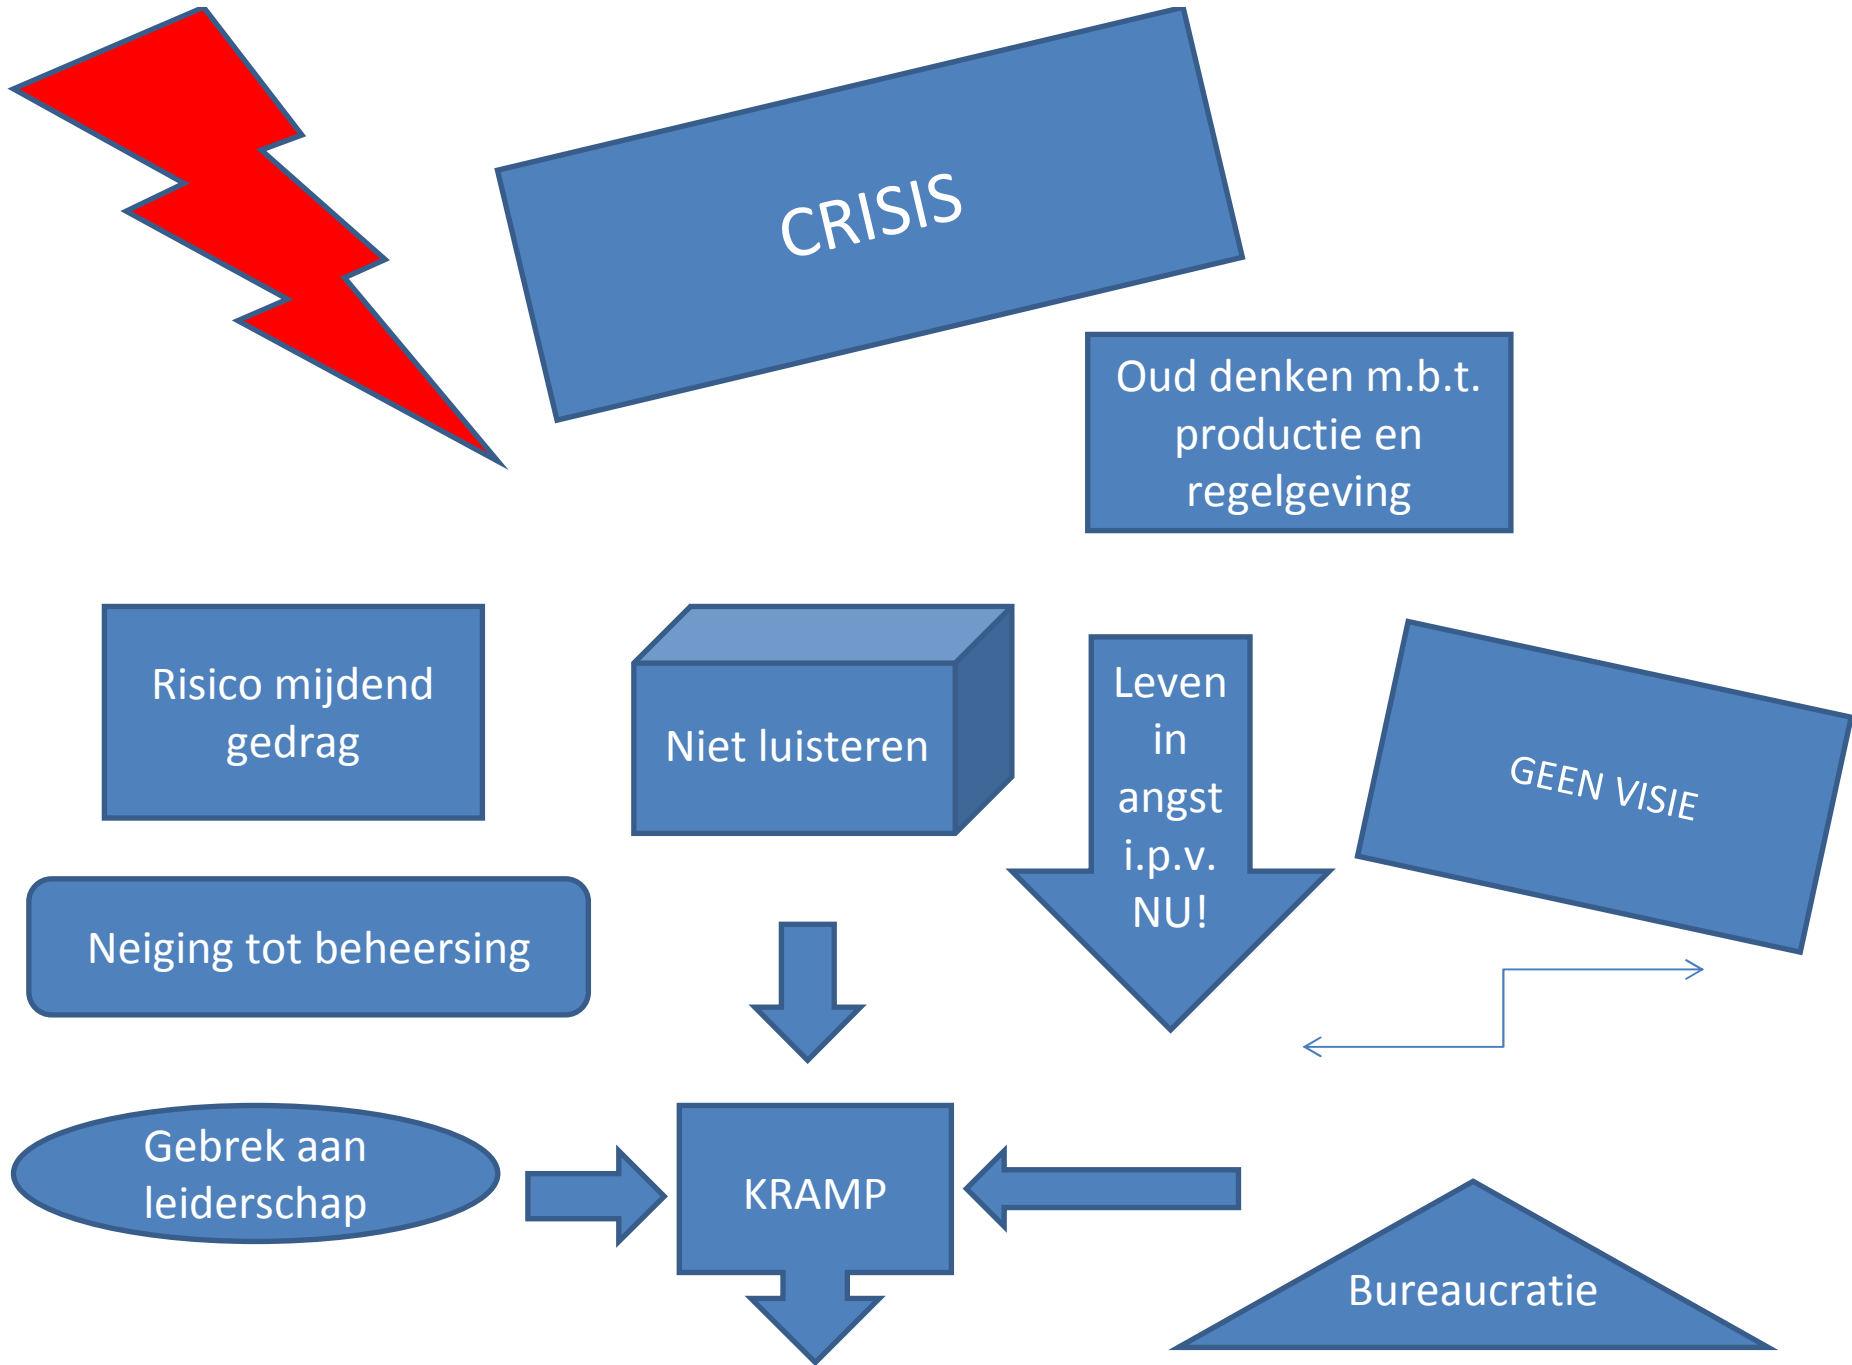 CRISIS
Oud denken m.b.t.
productie en
regelgeving
Risico mijdend
gedrag
Niet luisteren
Leven
in
angst
i.p.v.
NU!
GEEN VISIE
Neiging tot beheersing
Gebrek aan
leiderschap
KRAMP
Bureaucratie